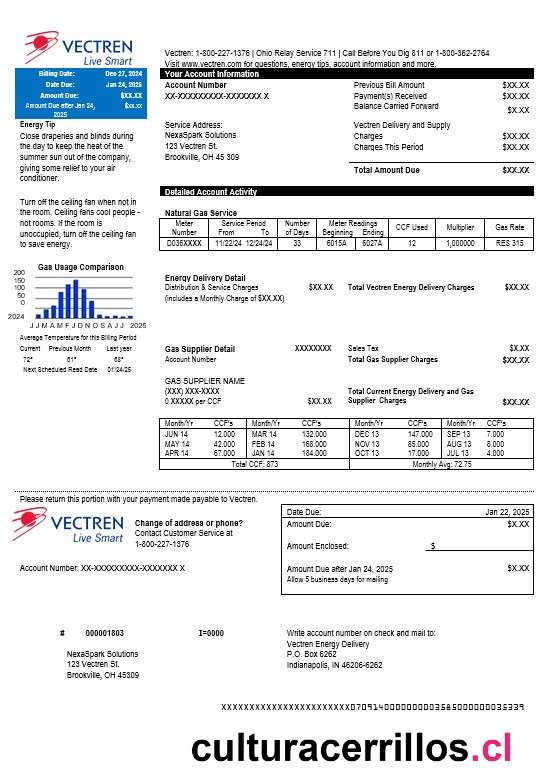 VECTREN
Live Smart
Vectren: 1-800-227-1376 | Ohio Relay Service 711 | Call Before You Dig 811 or 1-800-362-2764
Visit www.vectren.com for questions, energy tips, account information and more.
Billing Date: Dec 27, 2024
Date Due: Jan 24, 2025
Amount Due: $XX.XX
Amount Due after Jan 24, 2025 $xx.xx
Energy Tip
Close draperies and blinds during
the day to keep the heat of the
summer sun out of the company,
giving some relief to your air
conditioner.
Turn off the ceiling fan when not in
the room. Ceiling fans cool people -
not rooms. If the room is
unoccupied, turn off the ceiling fan
to save energy.
Gas Usage Comparison
200
150
100
50
0
2024 J J M A M F J D N O S A J J 2025
Average Temperature for this Billing Period
Current Previous Month Last year
72° 61° 68°
Next Scheduled Read Date 01/24/25
Your Account Information
Account Number
XX-XXXXXXXXX-XXXXXXX X
Previous Bill Amount $XX.XX
Payment(s) Received $XX.XX
Balance Carried Forward $X.XX
Service Address:
NexaSpark Solutions
123 Vectren St.
Brookville, OH 45 309
Vectren Delivery and Supply
Charges $XX.XX
Charges This Period $XX.XX
Total Amount Due $XX.XX
Detailed Account Activity
Natural Gas Service
Meter Number Service Period From To Number of Days Meter Readings Beginning Ending CCF Used Multiplier Gas Rate
D036XXXX 11/22/24 12/24/24 33 6015A 6027A 12 1,000000 RES 315
Energy Delivery Detail
Distribution & Service Charges $XX.XX Total Vectren Energy Delivery Charges $XX.XX
(includes a Monthly Charge of $XX.XX)
Gas Supplier Detail XXXXXXXX Sales Tax $X.XX
Account Number Total Gas Supplier Charges $XX.XX
GAS SUPPLIER NAME
(XXX) XXX-XXXX Total Current Energy Delivery and Gas
0.XXXXX per CCF $XX.XX Supplier Charges $XX.XX
Month/Yr CCF's Month/Yr CCF's Month/Yr CCF's Month/Yr CCF's
JUN 14 12.000 MAR 14 132.000 DEC 13 147.000 SEP 13 7.000
MAY 14 42.000 FEB 14 168.000 NOV 13 85.000 AUG 13 8.000
APR 14 67.000 JAN 14 184.000 OCT 13 17.000 JUL 13 4.000
Total CCF: 873 Monthly Avg: 72.75
Please return this portion with your payment made payable to Vectren.
VECTREN
Live Smart
Change of address or phone?
Contact Customer Service at
1-800-227-1376
Account Number: XX-XXXXXXXXX-XXXXXXX X
Date Due: Jan 22, 2025
Amount Due: $X.XX
Amount Enclosed: $
Amount Due after Jan 24, 2025 $X.XX
Allow 5 business days for mailing
# 000001803 I=0000
NexaSpark Solutions
123 Vectren St.
Brookville, OH 45309
Write account number on check and mail to:
Vectren Energy Delivery
P.O. Box 6262
Indianapolis, IN 46206-6262
culturacerrillos.cl